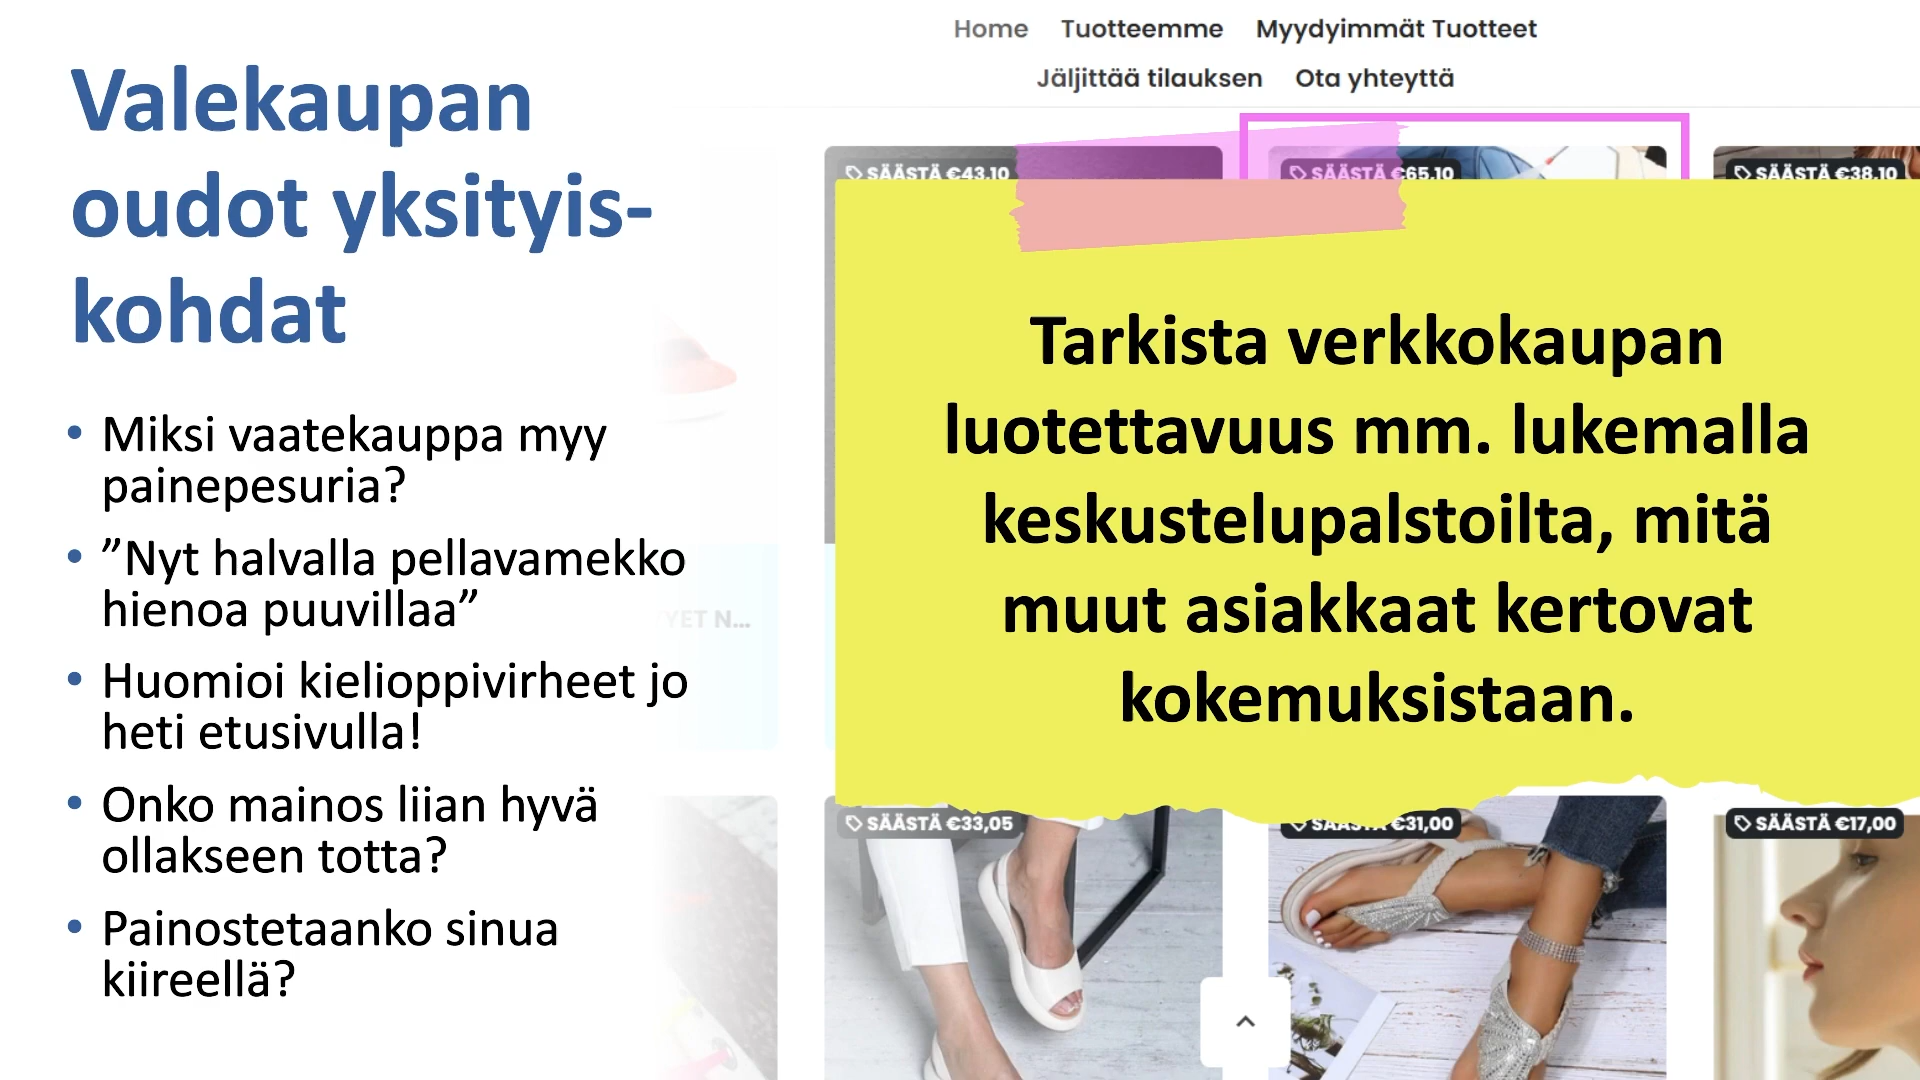 Valekaupan
oudot yksityis-
kohdat
• Miksi vaatekauppa myy
painepesuria?
• ”Nyt halvalla pellavamekko
hienoa puuvillaa”
• Huomioi kielioppivirheet jo
heti etusivulla!
• Onko mainos liian hyvä
ollakseen totta?
• Painostetaanko sinua
kiireellä?
Home Tuotteemme Myydyimmät Tuotteet
Jäljittää tilauksen Ota yhteyttä
SÄÄSTÄ €43,10
SÄÄSTÄ €65,10
SÄÄSTÄ €38,10
Tarkista verkkokaupan
luotettavuus mm. lukemalla
keskustelupalstoilta, mitä
muut asiakkaat kertovat
kokemuksistaan.
YET N...
SÄÄSTÄ €33,05
SÄÄSTÄ €31,00
SÄÄSTÄ €17,00